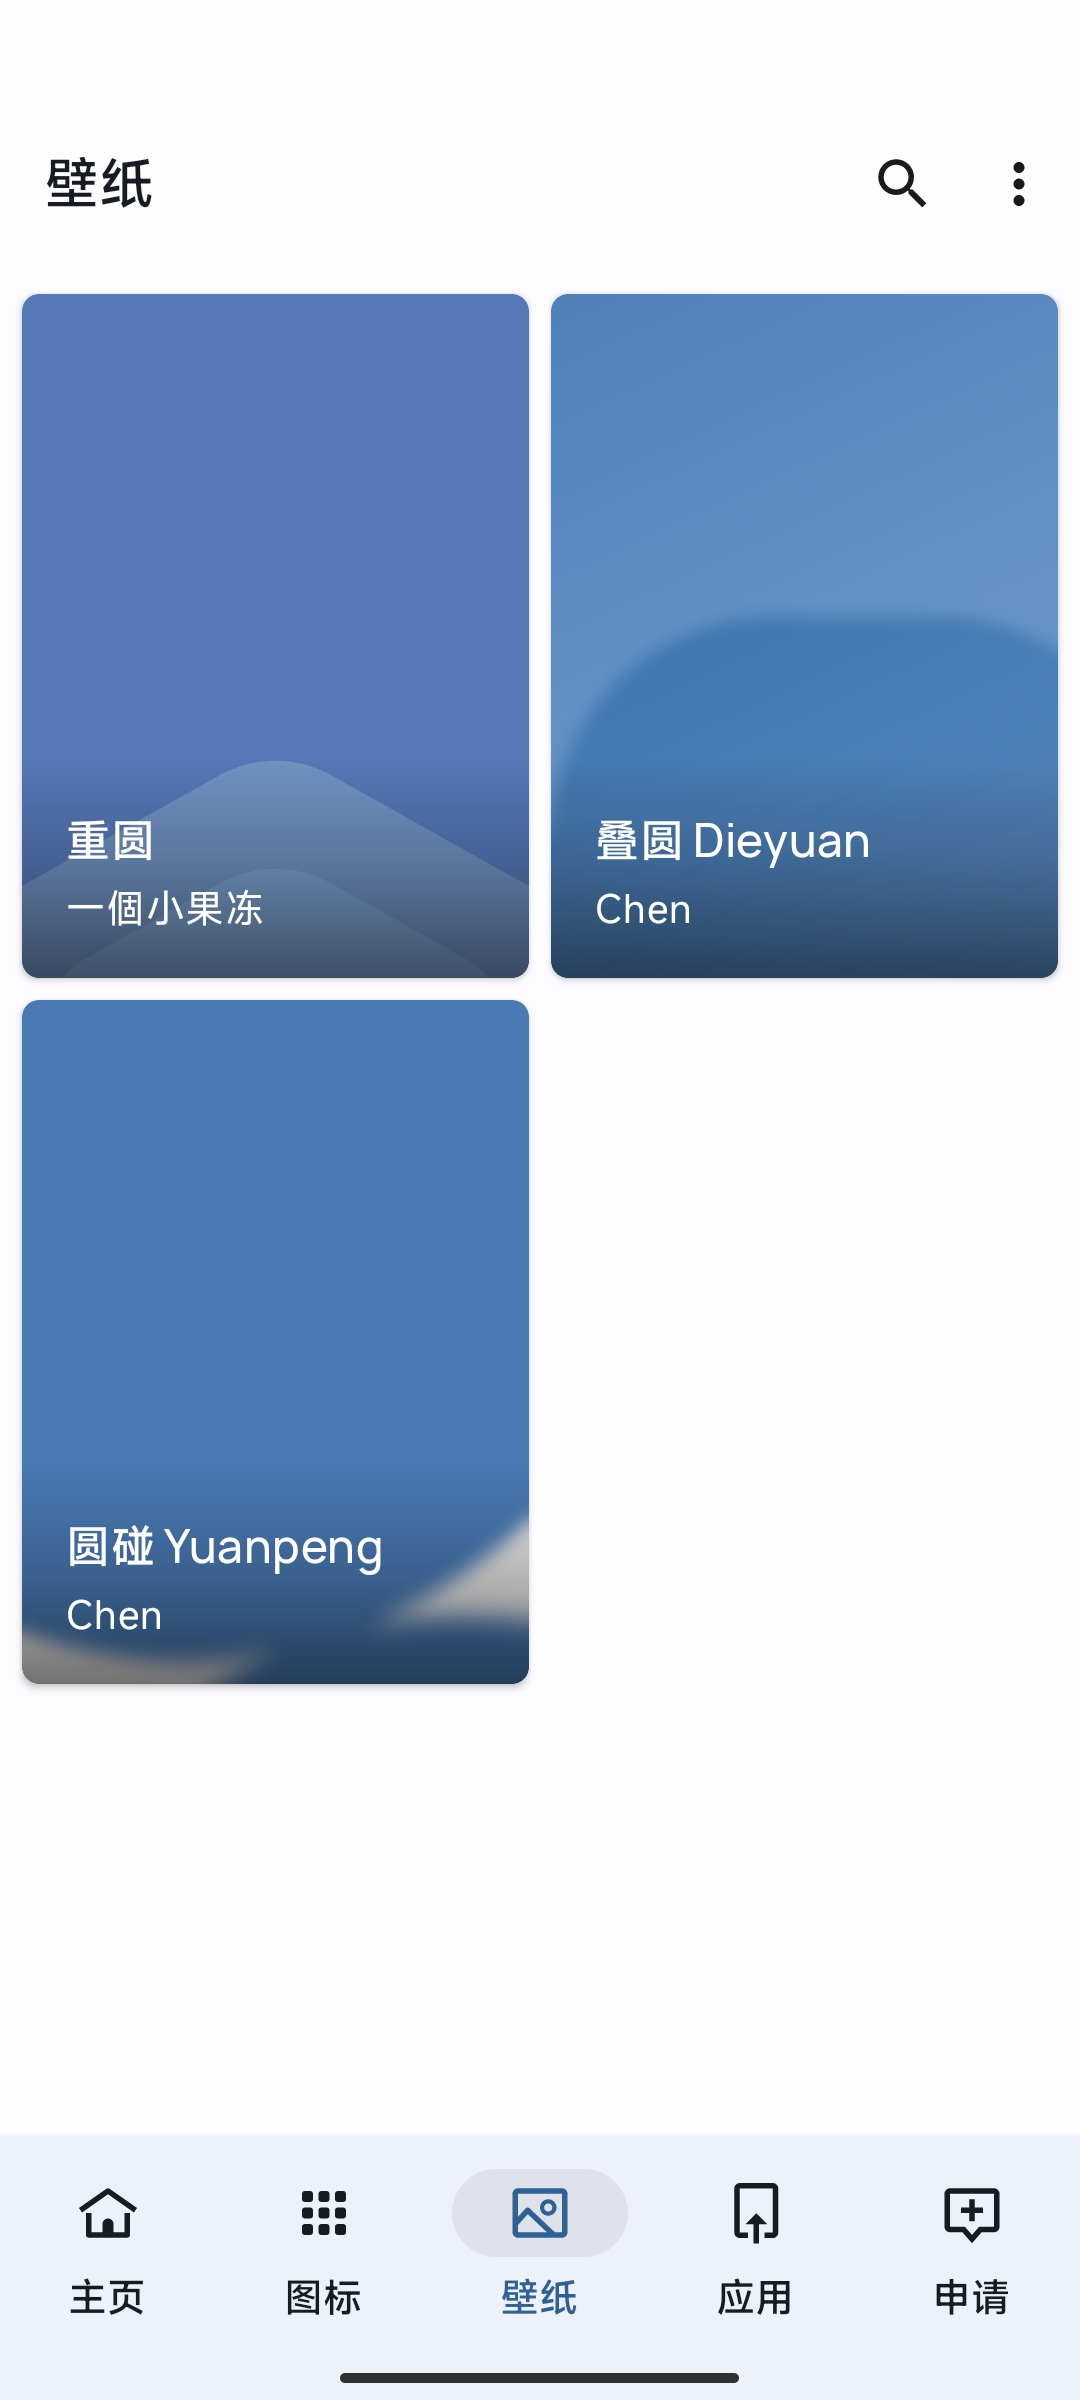 壁纸
重圆
一個小果冻
叠圆 Dieyuan
Chen
圆碰 Yuanpeng
Chen
主页
图标
壁纸
应用
申请